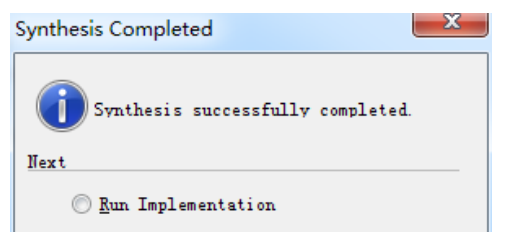 Synthesis Completed
Synthesis successfully completed.
Next
Run Implementation